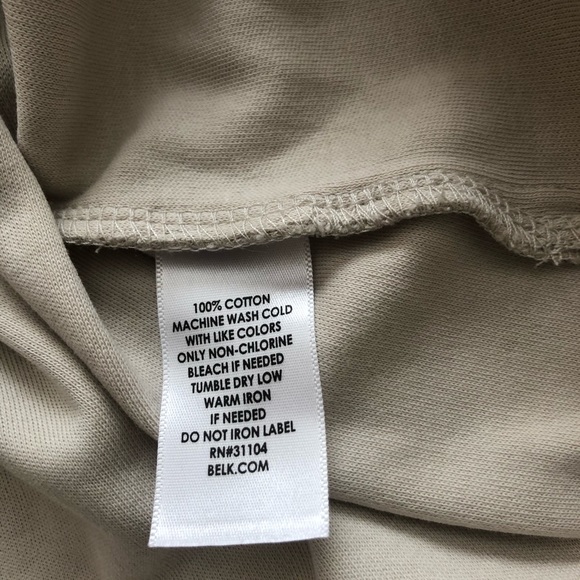 100% COTTON
MACHINE WASH COLD
WITH LIKE COLORS
ONLY NON-CHLORINE
BLEACH IF NEEDED
TUMBLE DRY LOW
WARM IRON
IF NEEDED
DO NOT IRON LABEL
RN#31104
BELK.COM